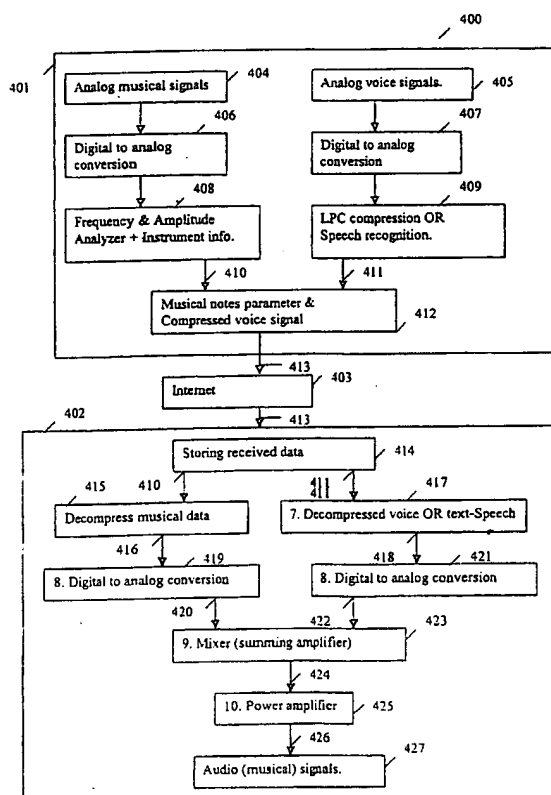 400
401
Analog musical signals
404
Analog voice signals.
405
406
407
Digital to analog
conversion
Digital to analog
conversion
408
409
Frequency & Amplitude
Analyzer + Instrument info.
LPC compression OR
Speech recognition.
410
411
Musical notes parameter &
Compressed voice signal
412
413
Internet
403
402
413
Storing received data
414
415
410
411
411
417
Decompress musical data
7. Decompressed voice OR text-Speech
416
419
418
421
8. Digital to analog conversion
8. Digital to analog conversion
420
422
423
9. Mixer (summing amplifier)
424
10. Power amplifier
425
426
427
Audio (musical) signals.